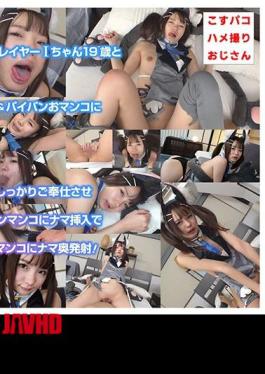 こすパコ
ハメ撮り
おじさん
レイヤーIちゃん19歳と
&パイパンおマンコに
しっかりご奉仕させ
ンマンコにナマ挿入で
マンコにナマ奥発射!
JAVHD